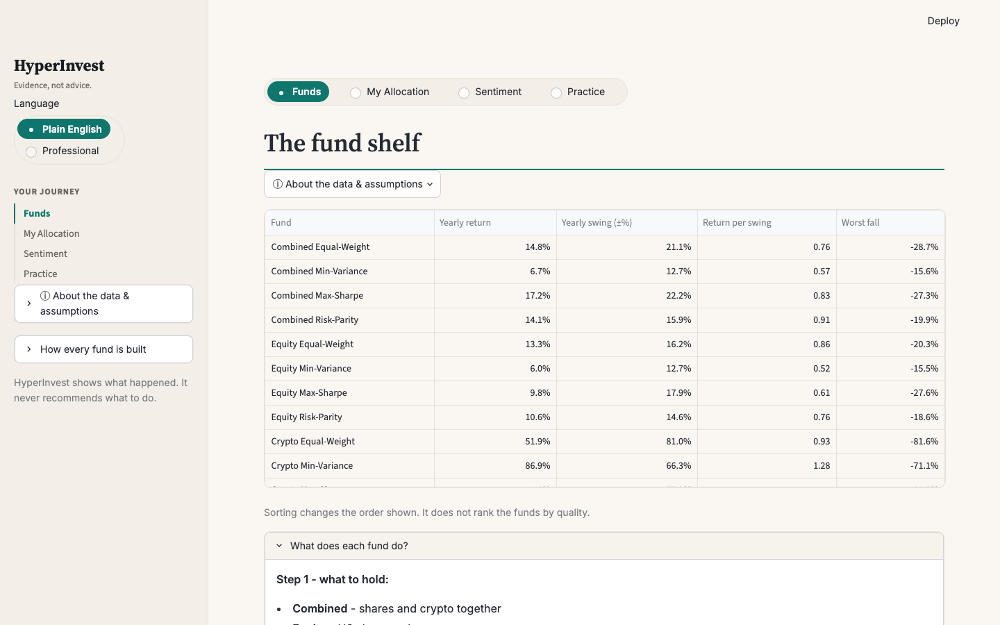 Deploy
HyperInvest
Evidence, not advice.
Language
Plain English
Professional
YOUR JOURNEY
Funds
My Allocation
Sentiment
Practice
ⓘ About the data &
assumptions
How every fund is built
HyperInvest shows what happened. It
never recommends what to do.
Funds My Allocation Sentiment Practice
The fund shelf
ⓘ About the data & assumptions
Fund Yearly return Yearly swing (±%) Return per swing Worst fall
Combined Equal-Weight 14.8% 21.1% 0.76 -28.7%
Combined Min-Variance 6.7% 12.7% 0.57 -15.6%
Combined Max-Sharpe 17.2% 22.2% 0.83 -27.3%
Combined Risk-Parity 14.1% 15.9% 0.91 -19.9%
Equity Equal-Weight 13.3% 16.2% 0.86 -20.3%
Equity Min-Variance 6.0% 12.7% 0.52 -15.5%
Equity Max-Sharpe 9.8% 17.9% 0.61 -27.6%
Equity Risk-Parity 10.6% 14.6% 0.76 -18.6%
Crypto Equal-Weight 51.9% 81.0% 0.93 -81.6%
Crypto Min-Variance 86.9% 66.3% 1.28 -71.1%
Sorting changes the order shown. It does not rank the funds by quality.
What does each fund do?
Step 1 - what to hold:
• Combined - shares and crypto together